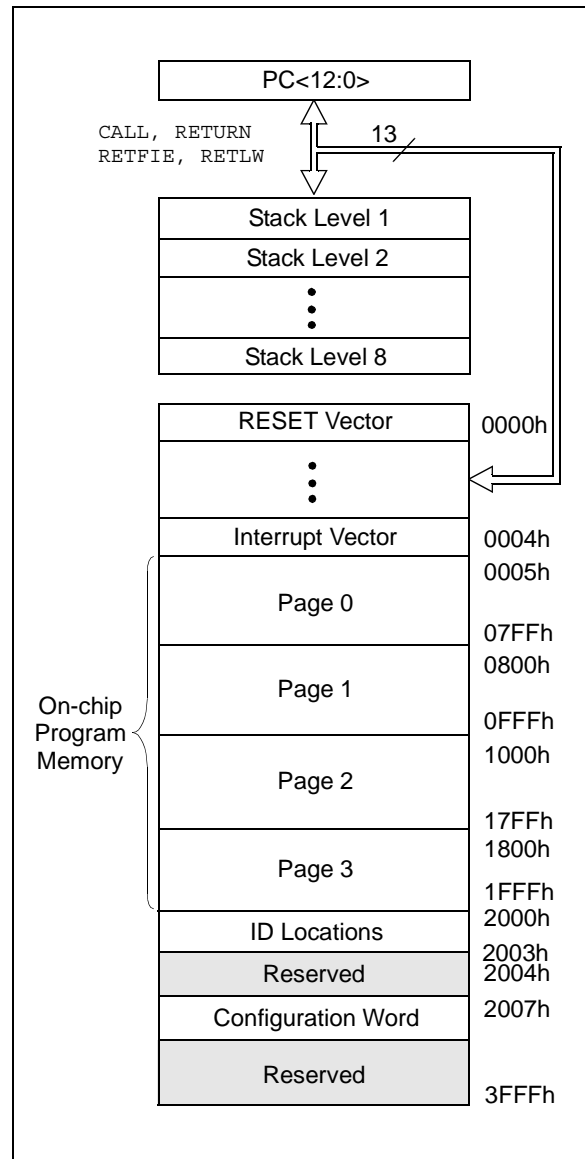 PC<12:0>
CALL, RETURN
RETFIE, RETLW
13
Stack Level 1
Stack Level 2
Stack Level 8
RESET Vector
0000h
Interrupt Vector
0004h
0005h
Page 0
07FFh
0800h
Page 1
0FFFh
1000h
On-chip
Program
Memory
Page 2
17FFh
1800h
Page 3
1FFFh
2000h
ID Locations
2003h
Reserved
2004h
2007h
Configuration Word
Reserved
3FFFh